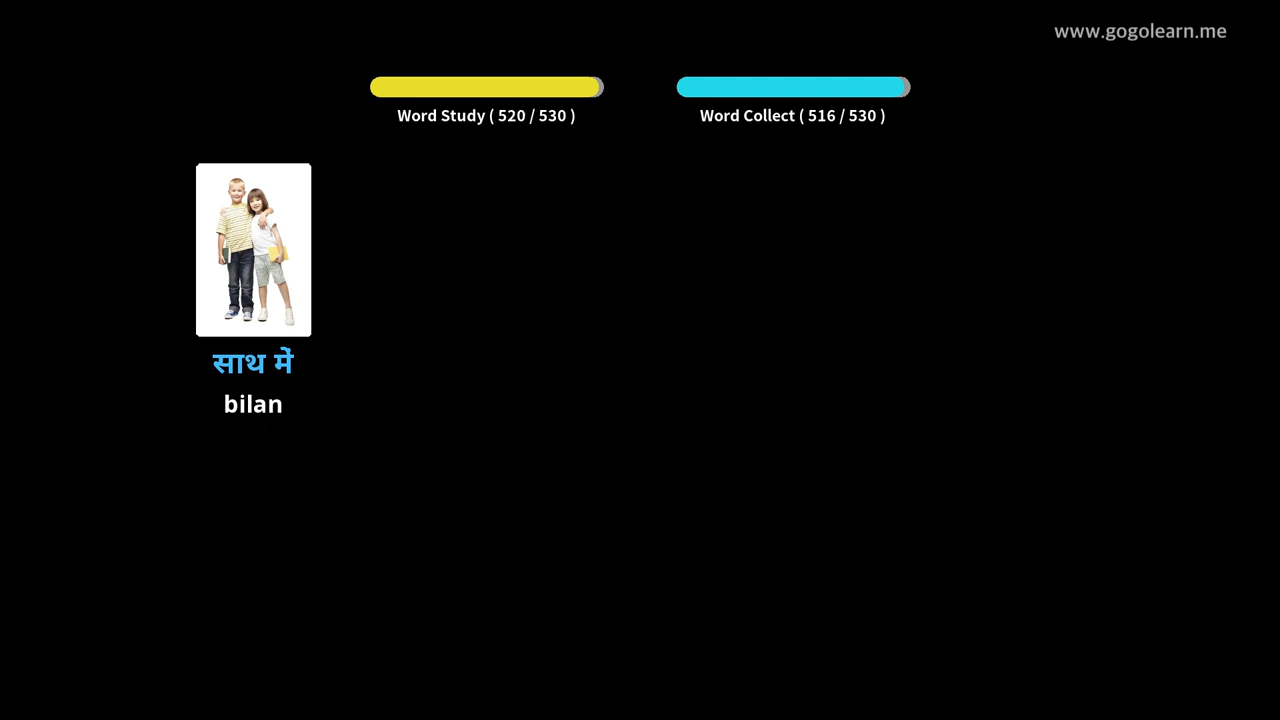 www.gogolearn.me
Word Study ( 520 / 530 )
Word Collect ( 516 / 530 )
साथ में
bilan